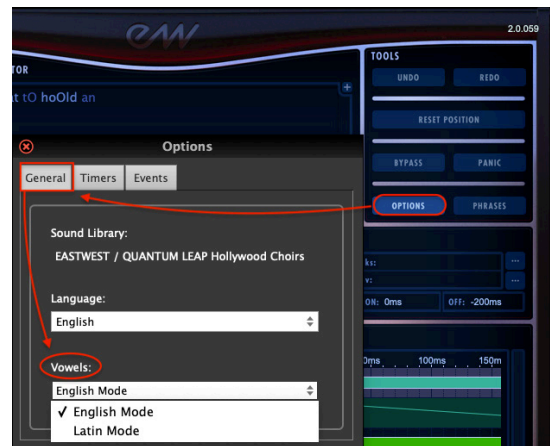 eaw
2.0.059
TOR
TOOLS
UNDO REDO
t tO hoOld an
+
RESET POSITION
Options
BYPASS PANIC
General Timers Events
OPTIONS PHRASES
Sound Library:
EASTWEST / QUANTUM LEAP Hollywood Choirs
ks: ...
v: ...
Language:
ON: 0ms OFF: -200ms
English
Vowels:
0ms 100ms 150m
English Mode
✓ English Mode
Latin Mode